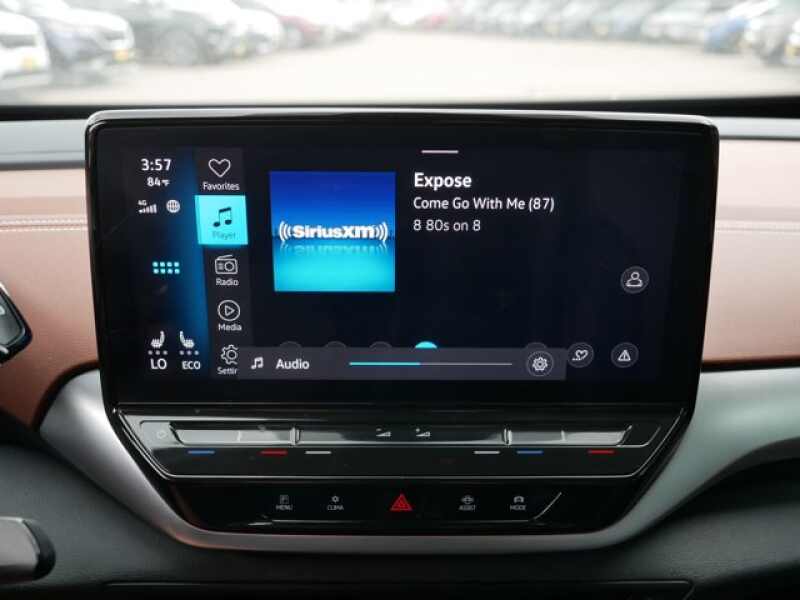 3:57
84°F
4G
Favorites
Player
Radio
Media
Settin
LO
ECO
SiriusXM
Expose
Come Go With Me (87)
8 80s on 8
Audio
MENU
CLIMA
ASSIST
MODE